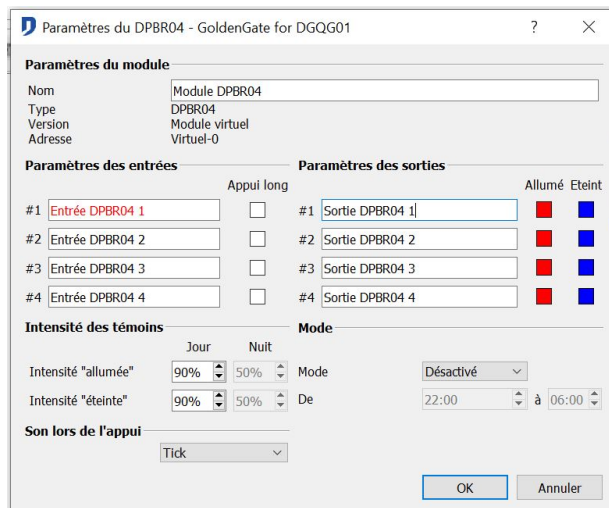 Paramètres du DPBR04 - GoldenGate for DGQG01
Paramètres du module
Nom Module DPBR04
Type DPBR04
Version Module virtuel
Adresse Virtuel-0
Paramètres des entrées
Appui long
#1 Entrée DPBR04 1
#2 Entrée DPBR04 2
#3 Entrée DPBR04 3
#4 Entrée DPBR04 4
Paramètres des sorties
Allumé Eteint
#1 Sortie DPBR04 1
#2 Sortie DPBR04 2
#3 Sortie DPBR04 3
#4 Sortie DPBR04 4
Intensité des témoins
Jour Nuit
Intensité "allumée" 90% 50%
Intensité "éteinte" 90% 50%
Mode
Mode Désactivé
De 22:00 à 06:00
Son lors de l'appui
Tick
OK Annuler